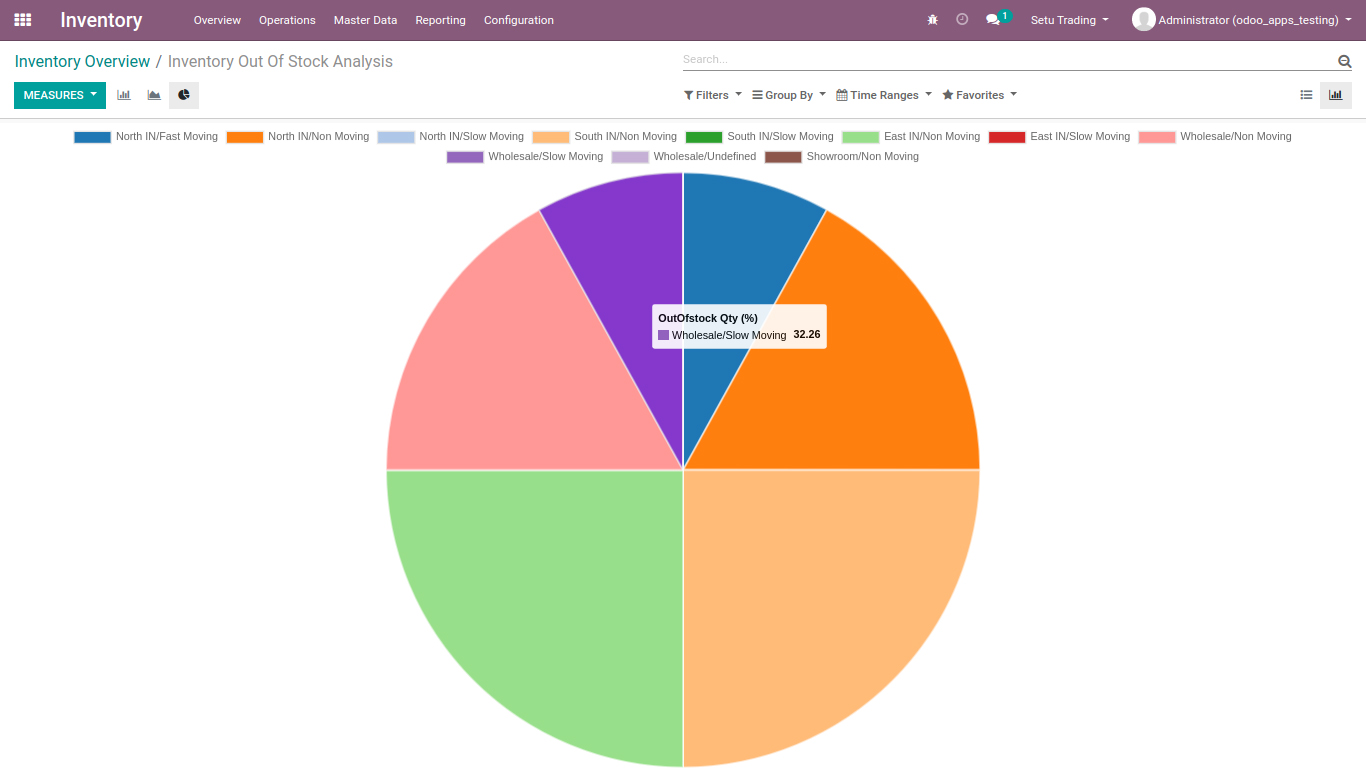 Inventory Overview Operations Master Data Reporting Configuration 1 Setu Trading Administrator (odoo_apps_testing)
Inventory Overview / Inventory Out Of Stock Analysis Search...
MEASURES Filters Group By Time Ranges Favorites
North IN/Fast Moving North IN/Non Moving North IN/Slow Moving South IN/Non Moving South IN/Slow Moving East IN/Non Moving East IN/Slow Moving Wholesale/Non Moving
Wholesale/Slow Moving Wholesale/Undefined Showroom/Non Moving
OutOfstock Qty (%)
Wholesale/Slow Moving 32.26